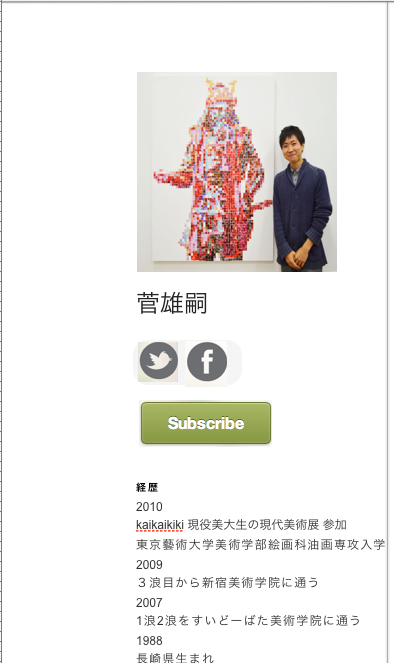 菅雄嗣
Subscribe
経歴
2010
kaikaikiki 現役美大生の現代美術展 参加
東京藝術大学美術学部絵画科油画専攻入学
2009
３浪目から新宿美術学院に通う
2007
1浪2浪をすいどーばた美術学院に通う
1988
長崎県生まれ